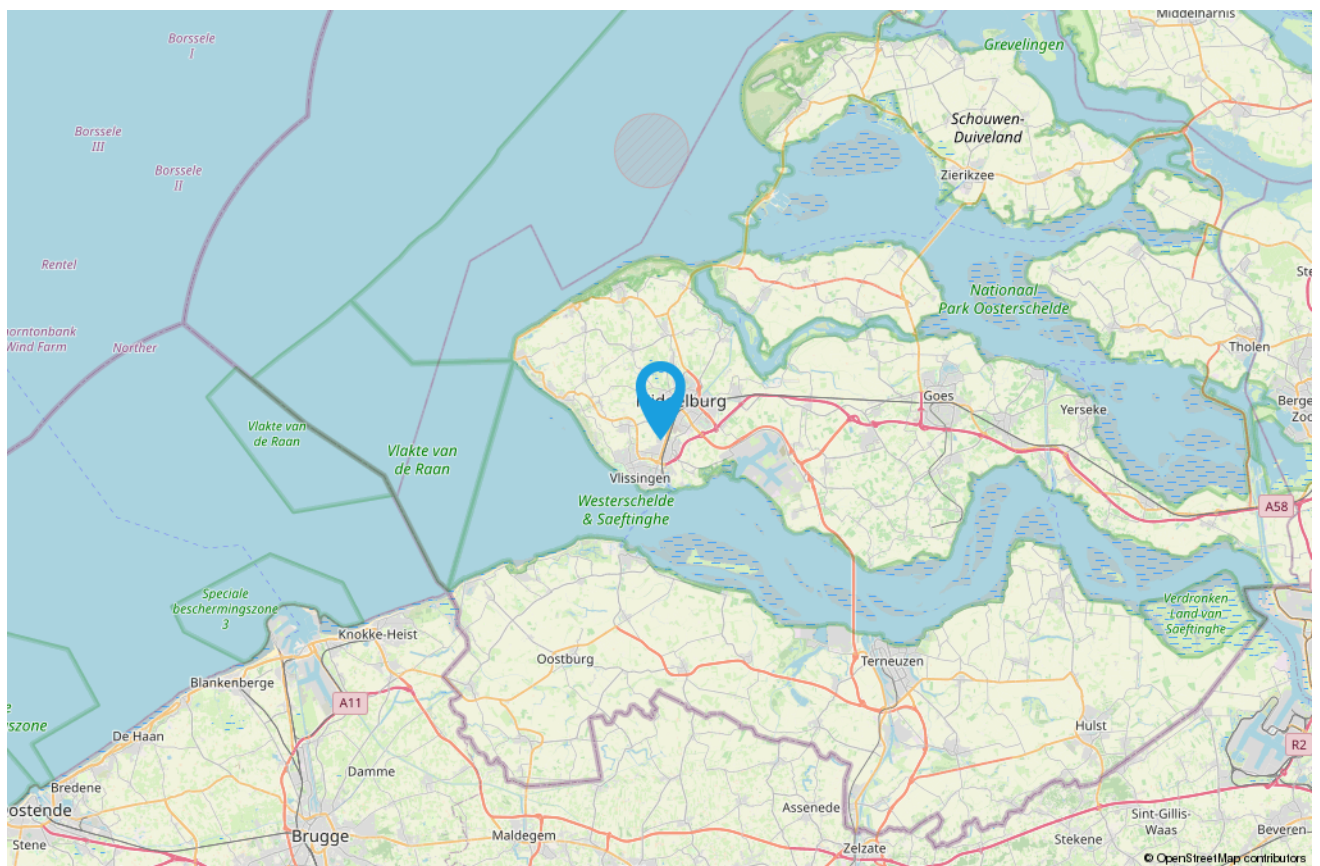 Borssele
I
Middelharnis
Grevelingen
Borssele
III
Borssele
II
Schouwen-
Duiveland
Zierikzee
Rentel
Norther
Wind Farm
Nationaal
Park Oosterschelde
Tholen
Goes
Yerseke
Vlakte van
de Raan
Vlakte van
de Raan
Vlissingen
Westerschelde
& Saeftinghe
A58
Speciale
beschermingszone
3
Knokke-Heist
Verdronken
Land van
Saeftinghe
Oostburg
Terneuzen
Blankenberge
A11
Hulst
De Haan
R2
Damme
Bredene
Assenede
Sint-Gillis-
Waas
Brugge
Maldegem
Stekene
Beveren
Stene
Zelzate
© OpenStreetMap contributors